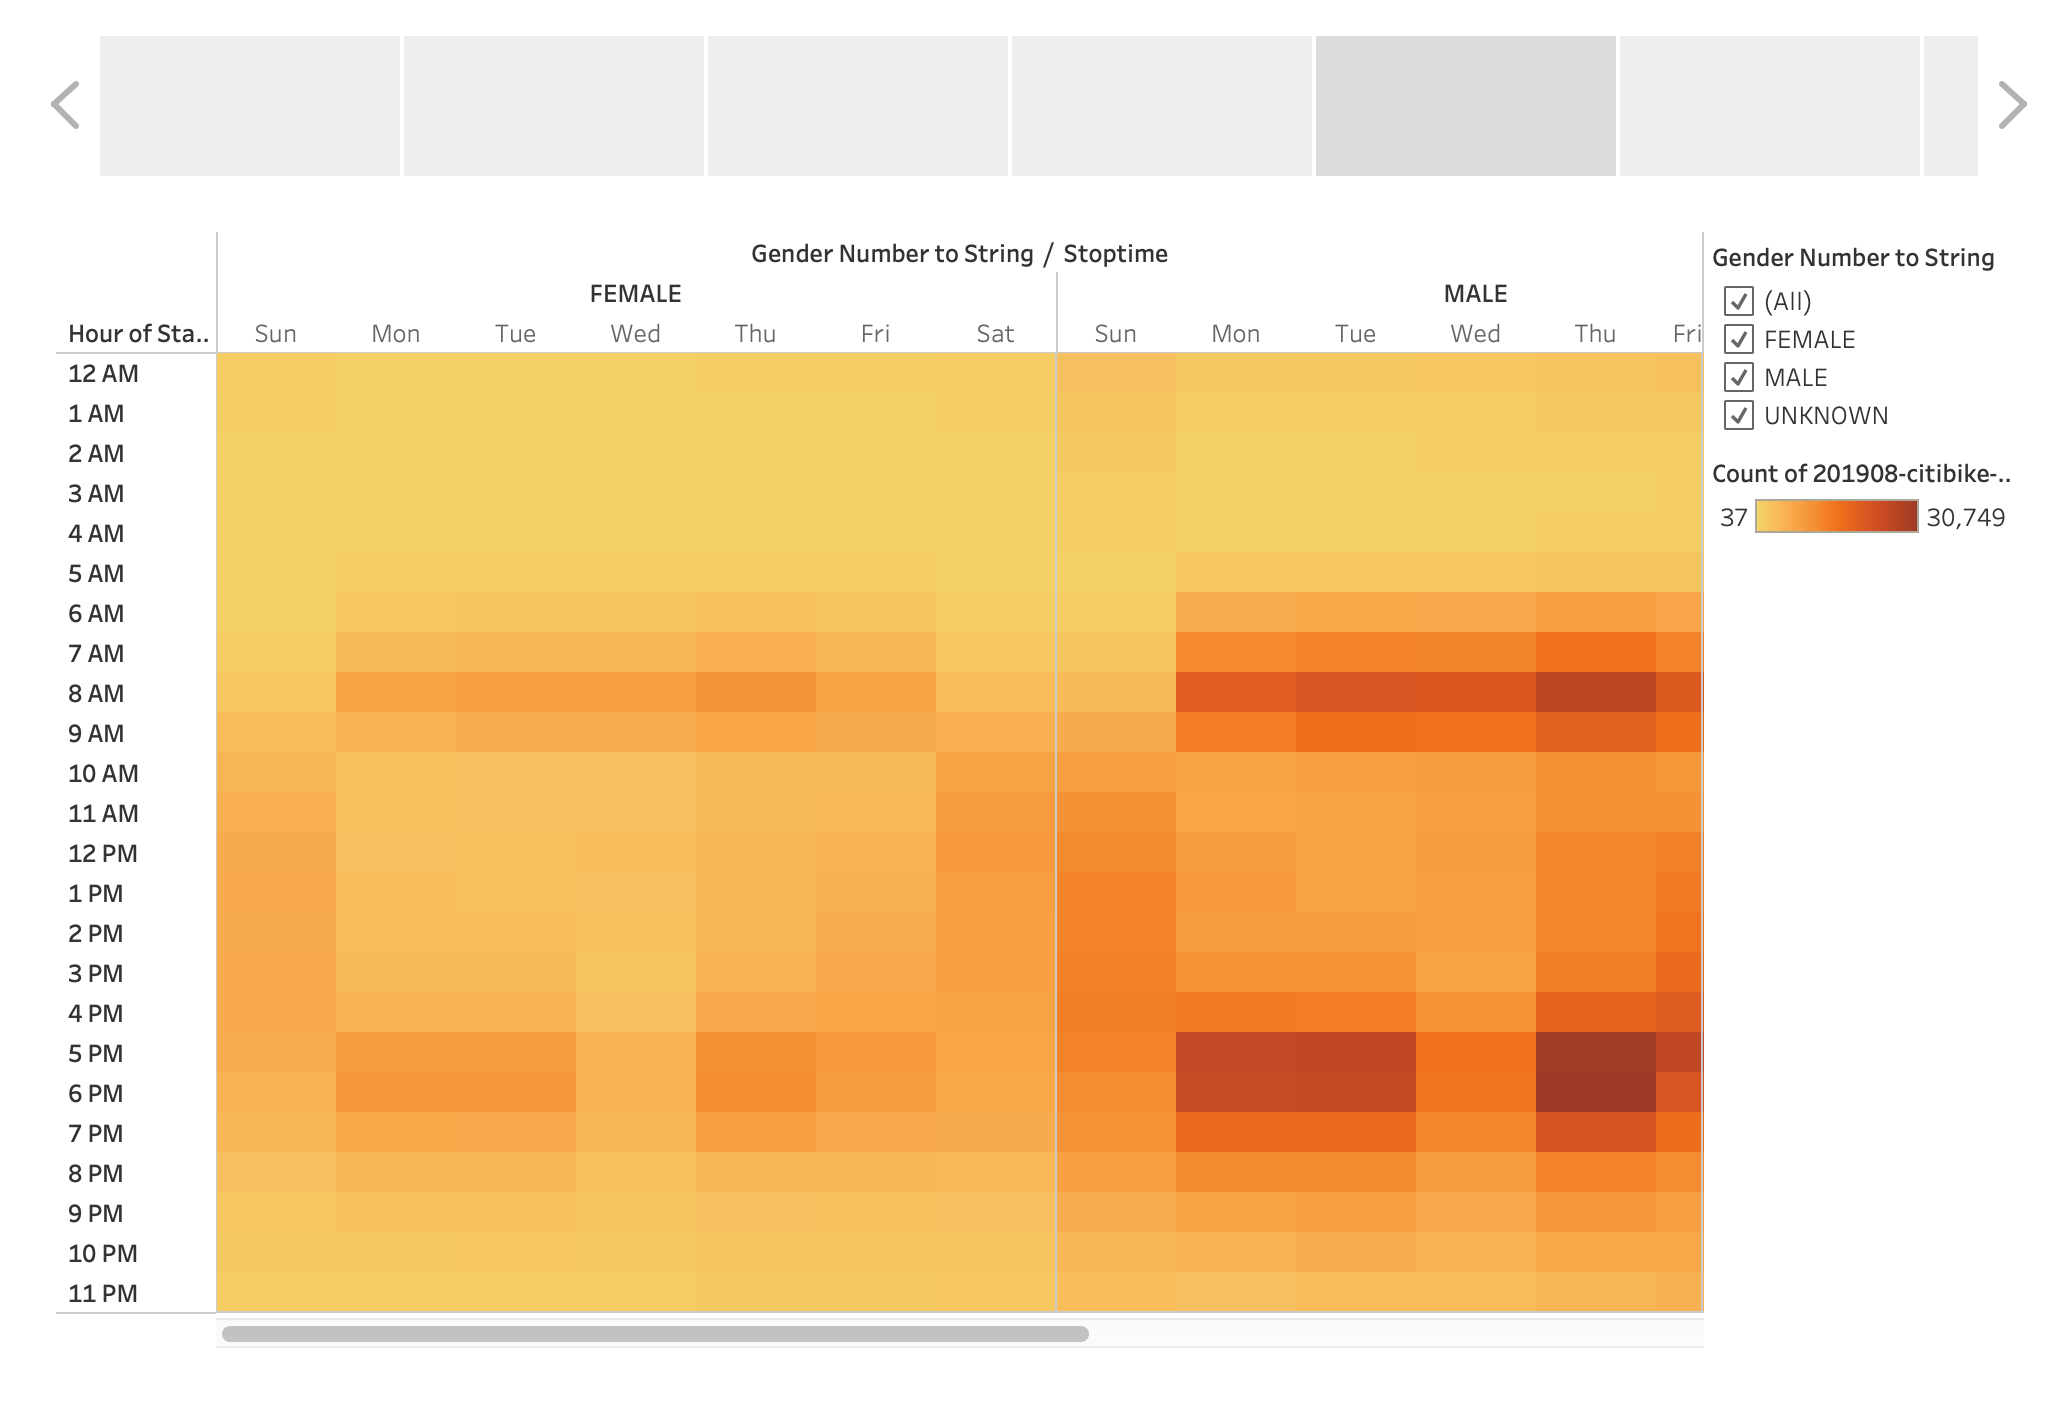 Gender Number to String / Stoptime
FEMALE MALE
Hour of Sta.. Sun Mon Tue Wed Thu Fri Sat Sun Mon Tue Wed Thu Fri
12 AM
1 AM
2 AM
3 AM
4 AM
5 AM
6 AM
7 AM
8 AM
9 AM
10 AM
11 AM
12 PM
1 PM
2 PM
3 PM
4 PM
5 PM
6 PM
7 PM
8 PM
9 PM
10 PM
11 PM
Gender Number to String
(All)
FEMALE
MALE
UNKNOWN
Count of 201908-citibike-..
37 30,749